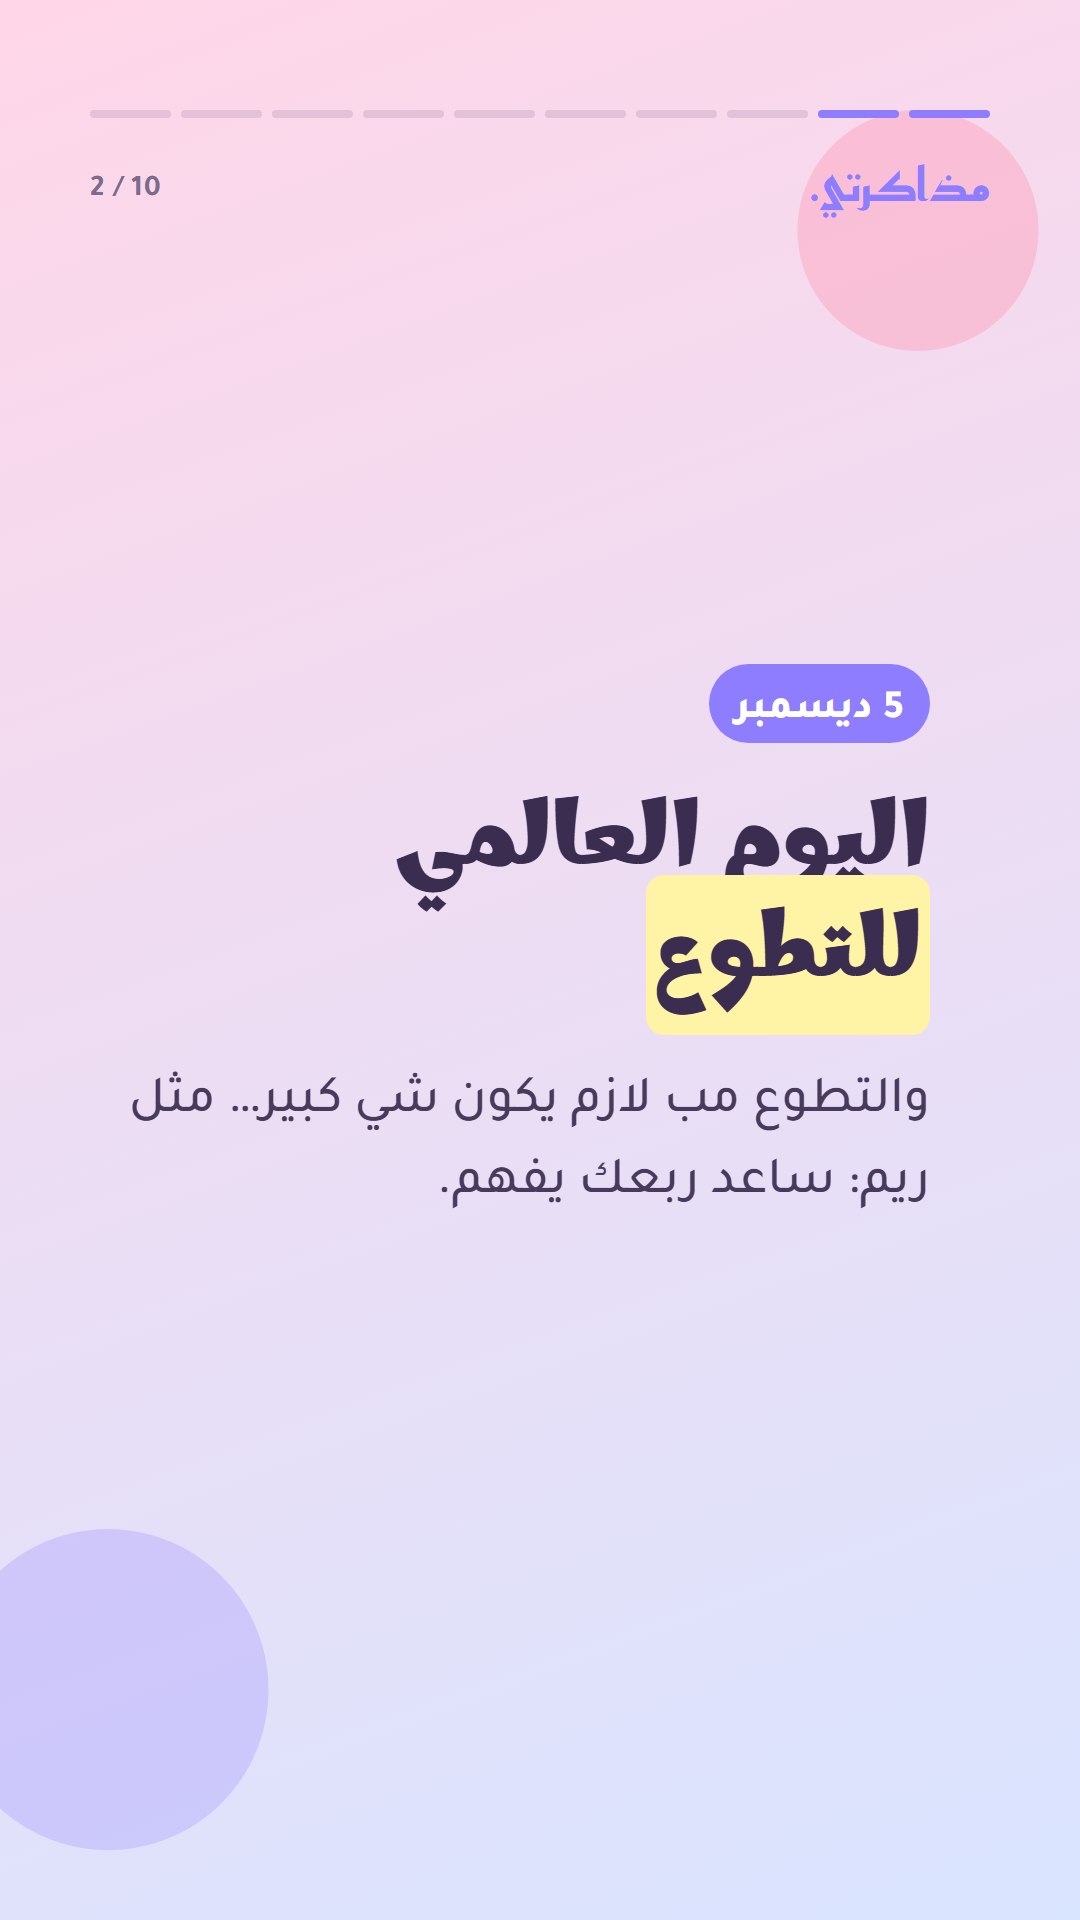 مذاكرتي.
2 / 10
5 ديسمبر
اليوم العالمي
للتطوع
والتطوع مب لازم يكون شي كبير... مثل
ريم: ساعد ربعك يفهم.